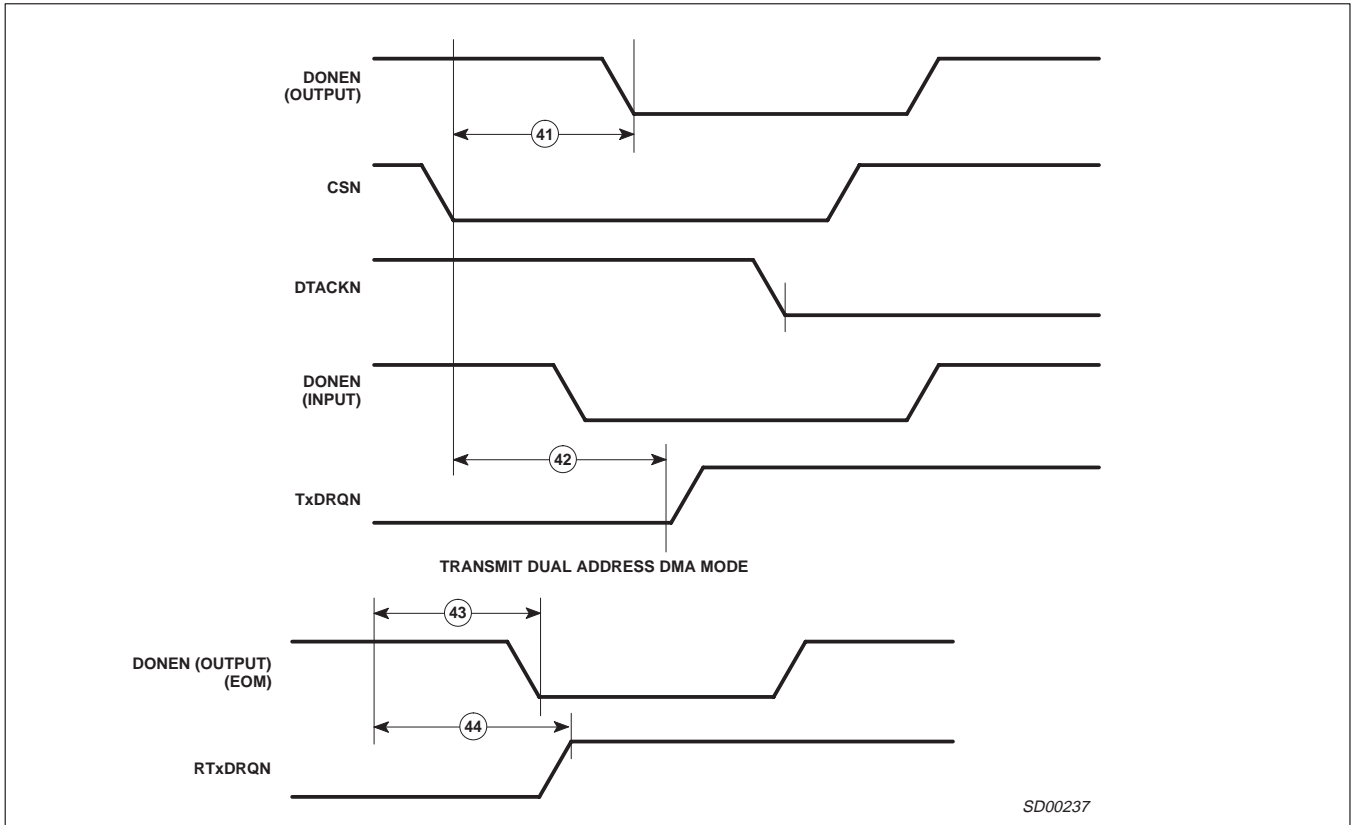 DONEN
(OUTPUT)
41
CSN
DTACKN
DONEN
(INPUT)
42
TxDRQN
TRANSMIT DUAL ADDRESS DMA MODE
43
DONEN (OUTPUT)
(EOM)
44
RTxDRQN
SD00237